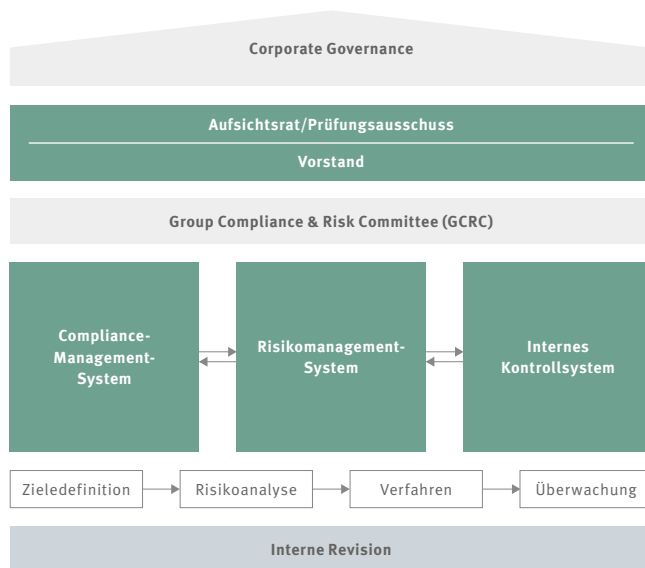 Corporate Governance
Aufsichtsrat/Prüfungsausschuss
Vorstand
Group Compliance & Risk Committee (GCRC)
Compliance-
Management-
System
Risikomanagement-
System
Internes
Kontrollsystem
Zieledefinition
Risikoanalyse
Verfahren
Überwachung
Interne Revision